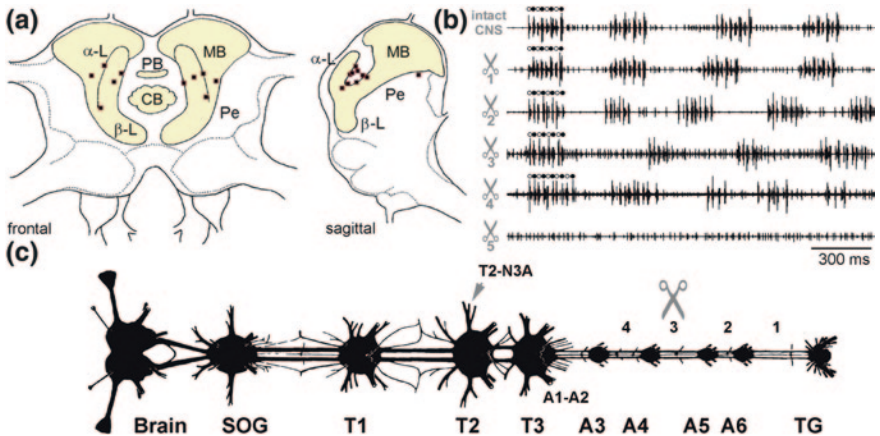 (a)
α-L
PB
MB
CB
Pe
β-L
frontal
α-L
MB
Pe
β-L
sagittal
(b)
intact
CNS
1
2
3
4
5
300 ms
(c)
T2-N3A
4 3 2 1
A1-A2
Brain SOG T1 T2 T3 A3 A4 A5 A6 TG